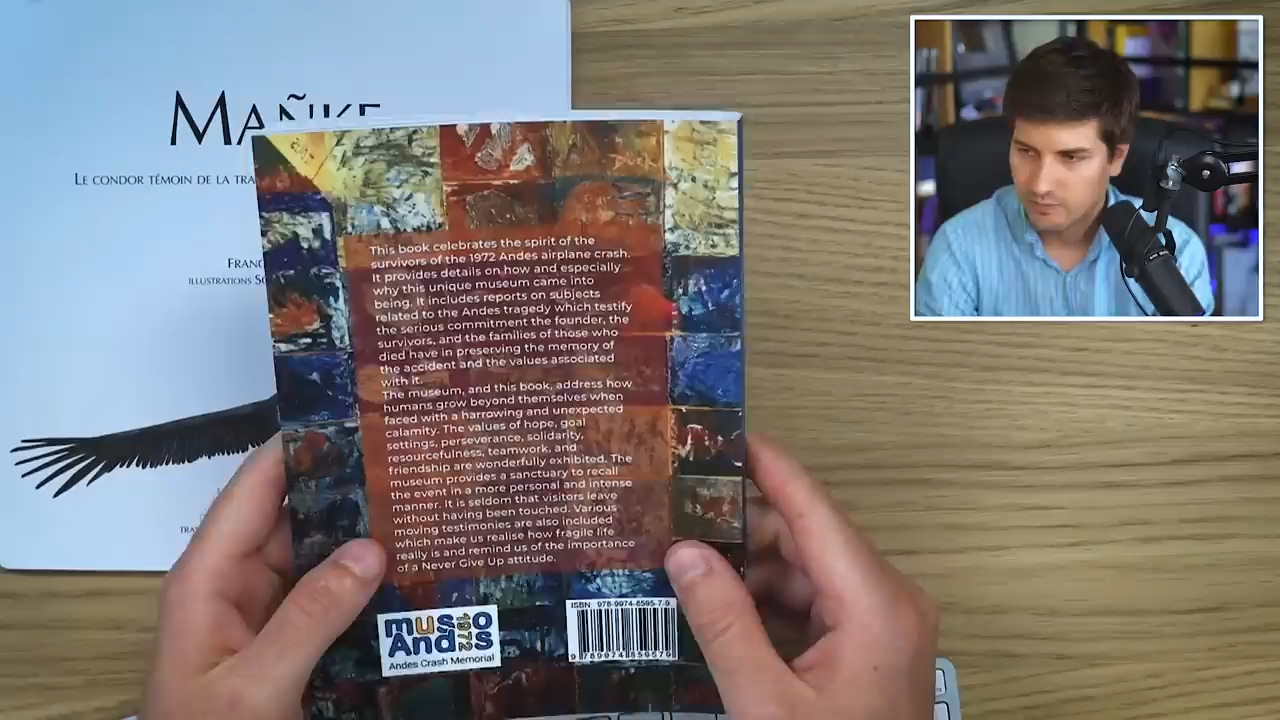 MAÑIKE
LE CONDOR TÉMOIN DE LA
ILLUSTRATIONS
This book celebrates the spirit of the
survivors of the 1972 Andes airplane crash.
It provides details on how and especially
why this unique museum came into
being. It includes reports on subjects
related to the Andes tragedy which testify
the serious commitment the founder, the
survivors, and the families of those who
died have in preserving the memory of
the accident and the values associated
with it.
The museum, and this book, address how
humans grow beyond themselves when
faced with a harrowing and unexpected
calamity. The values of hope, goal
settings, perseverance, solidarity,
resourcefulness, teamwork, and
friendship are wonderfully exhibited. The
museum provides a sanctuary to recall
the event in a more personal and intense
manner. It is seldom that visitors leave
without having been touched. Various
moving testimonies are also included
which make us realise how fragile life
really is and remind us of the importance
of a Never Give Up attitude.
museo
Andes
1972
Andes Crash Memorial
ISBN 978-9974-8595-7-9
9 789974 859579